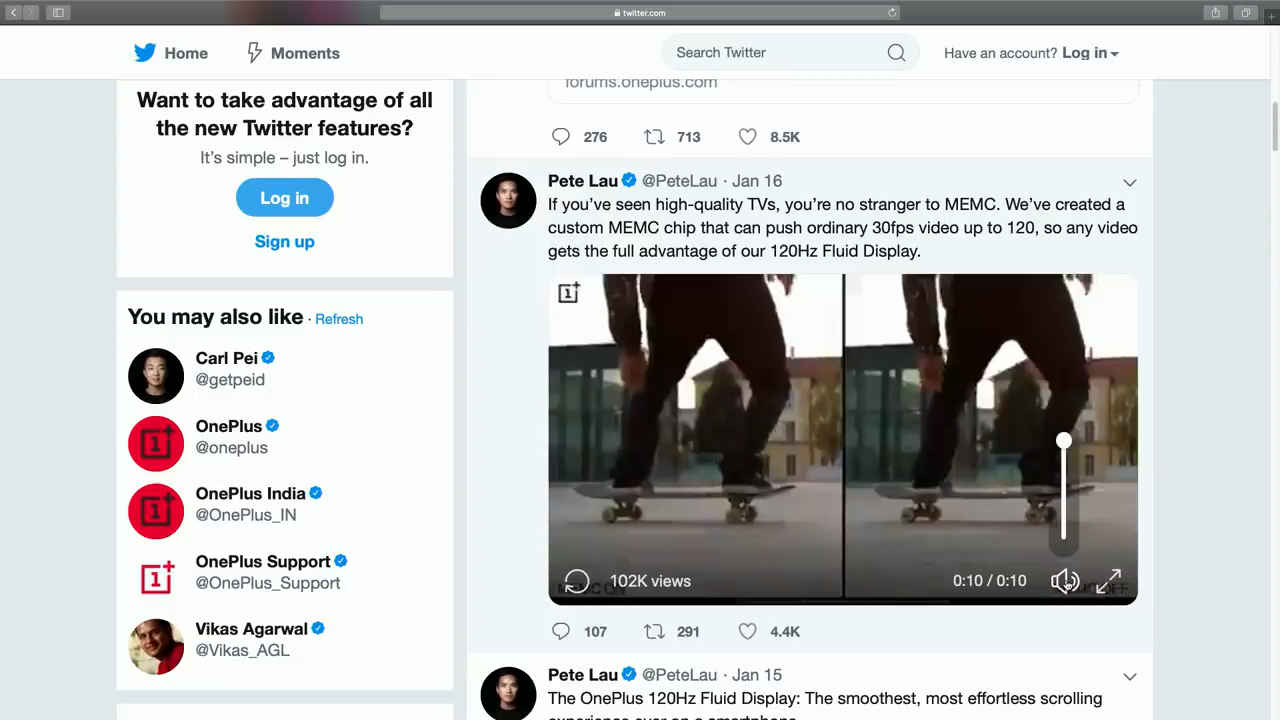 twitter.com
Home
Moments
Search Twitter
Have an account? Log in
Want to take advantage of all
the new Twitter features?
It's simple – just log in.
Log in
Sign up
You may also like · Refresh
Carl Pei
@getpeid
OnePlus
@oneplus
OnePlus India
@OnePlus_IN
OnePlus Support
@OnePlus_Support
Vikas Agarwal
@Vikas_AGL
forums.oneplus.com
276 713 8.5K
Pete Lau @PeteLau · Jan 16
If you've seen high-quality TVs, you're no stranger to MEMC. We've created a
custom MEMC chip that can push ordinary 30fps video up to 120, so any video
gets the full advantage of our 120Hz Fluid Display.
102K views
0:10 / 0:10
107 291 4.4K
Pete Lau @PeteLau · Jan 15
The OnePlus 120Hz Fluid Display: The smoothest, most effortless scrolling
experience ever on a smartphone